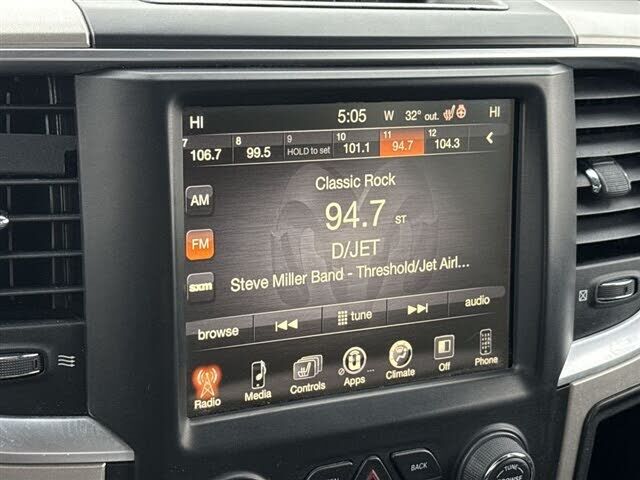 HI 5:05 W 32° out. HI
7 8 9 10 11 12
106.7 99.5 HOLD to set 101.1 94.7 104.3
Classic Rock
AM
94.7 ST
FM
D/JET
sxm
Steve Miller Band - Threshold/Jet Airl...
browse tune audio
Radio Media Controls Apps Climate Off Phone
BACK
TUNE
BROWSE